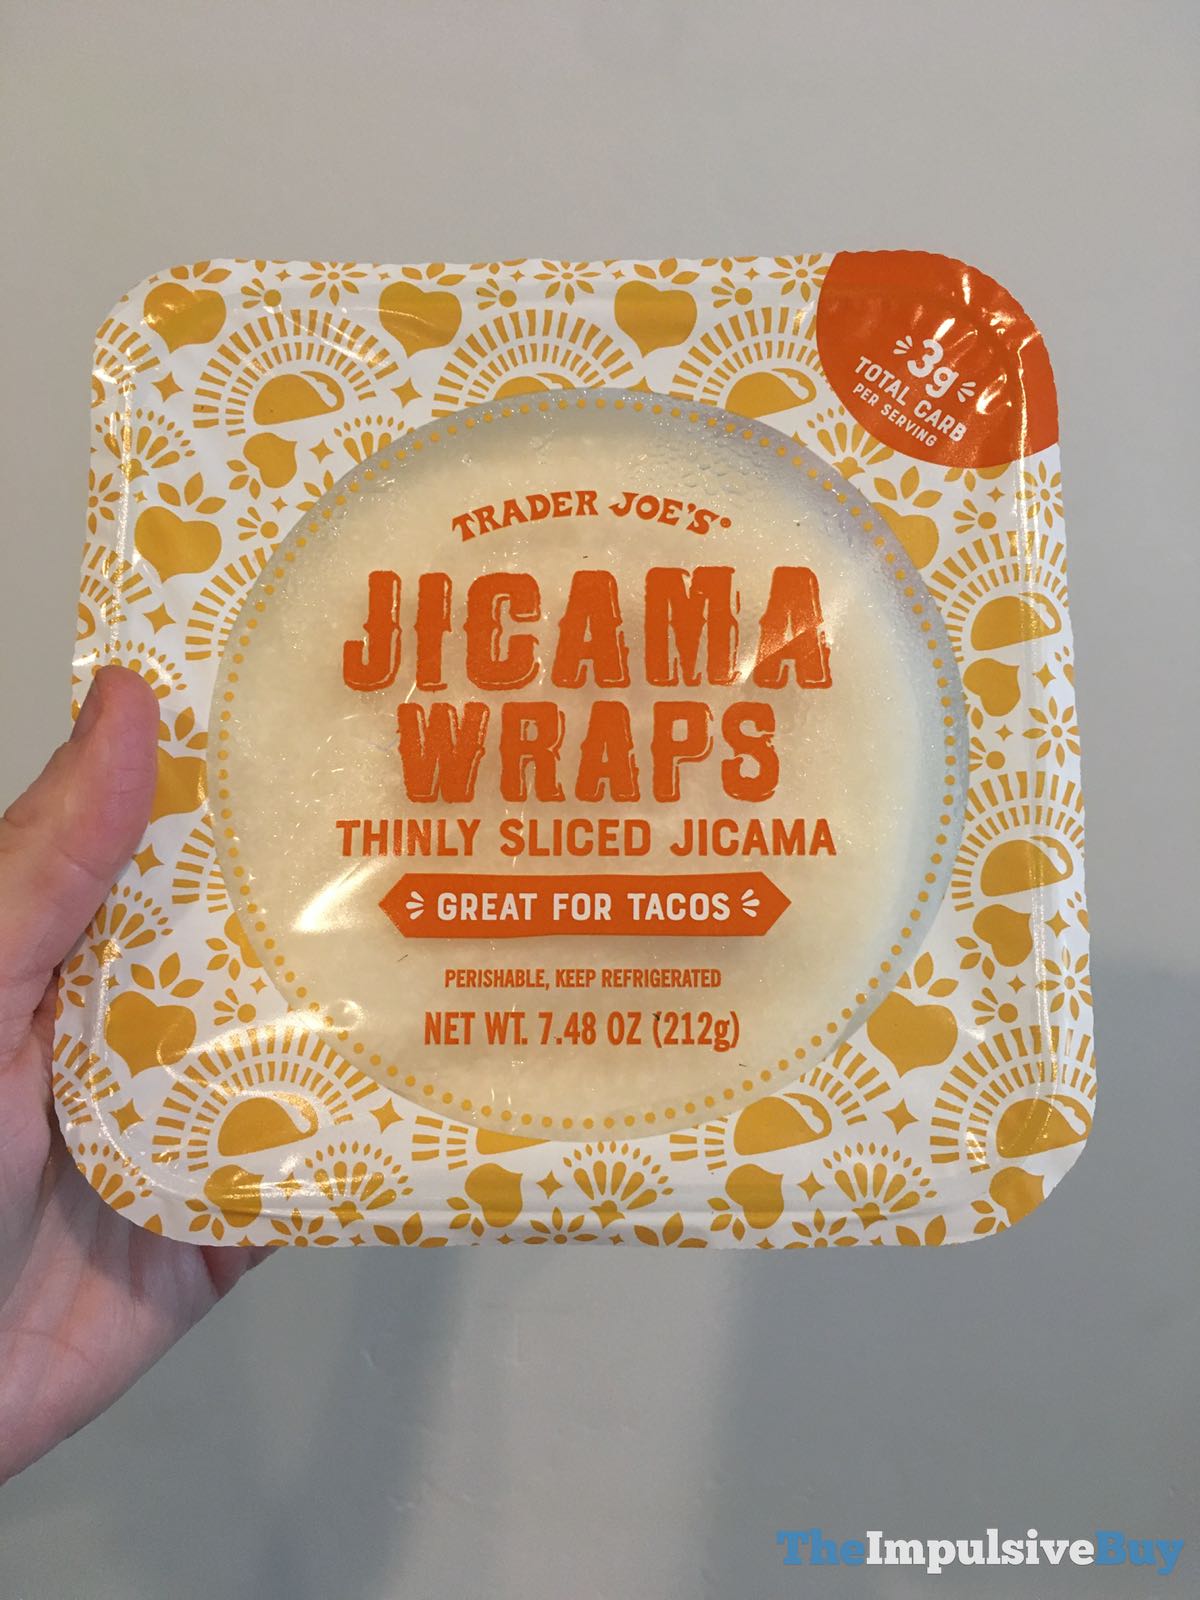 3g
TOTAL CARB
PER SERVING
TRADER JOE'S®
JICAMA
WRAPS
THINLY SLICED JICAMA
GREAT FOR TACOS
PERISHABLE, KEEP REFRIGERATED
NET WT. 7.48 OZ (212g)
TheImpulsiveBuy